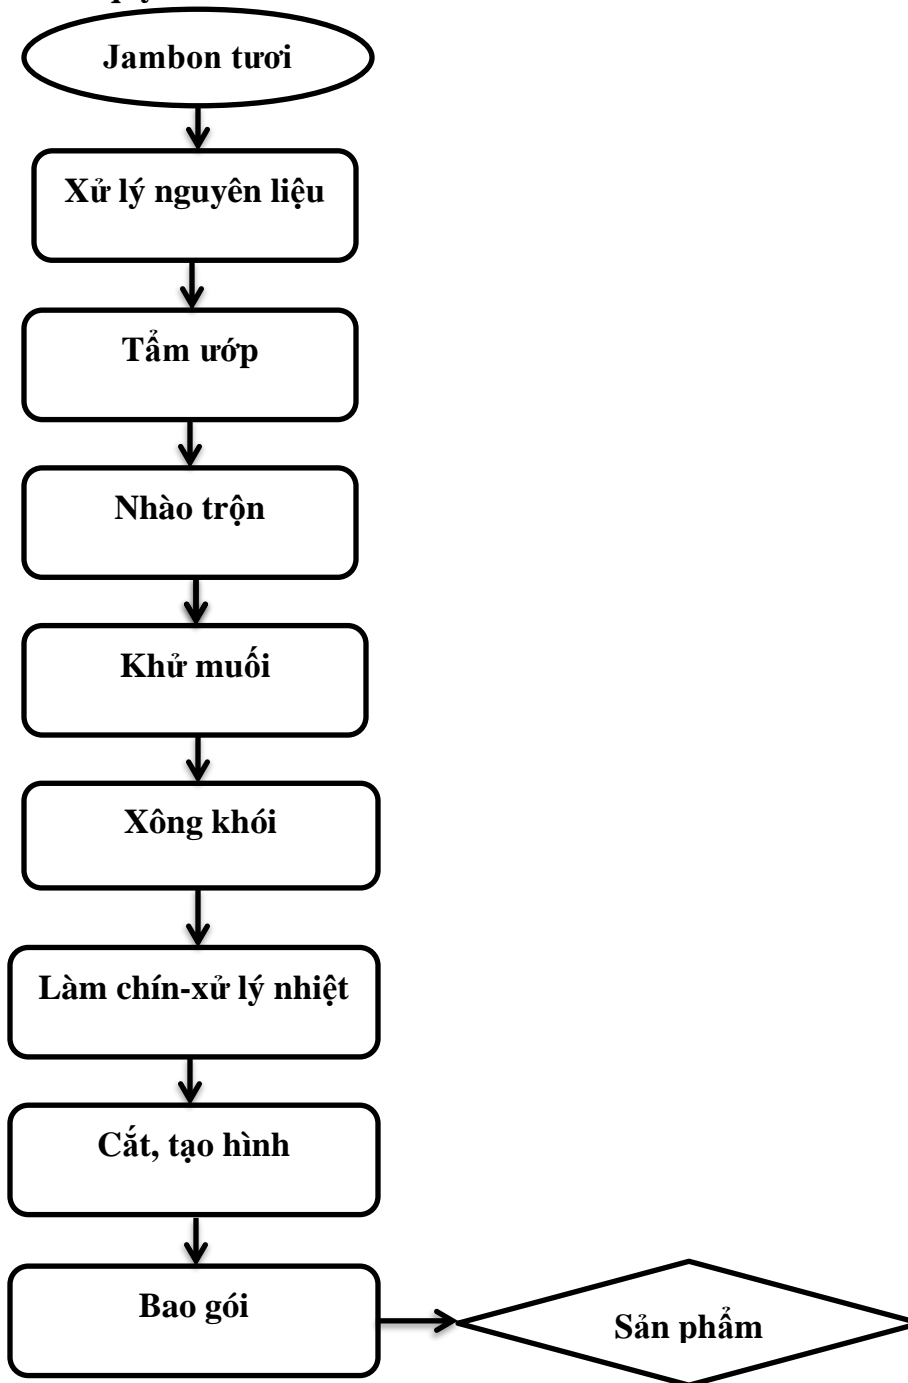 Jambon tươi
Xử lý nguyên liệu
Tẩm ướp
Nhào trộn
Khử muối
Xông khói
Làm chín-xử lý nhiệt
Cắt, tạo hình
Bao gói
Sản phẩm